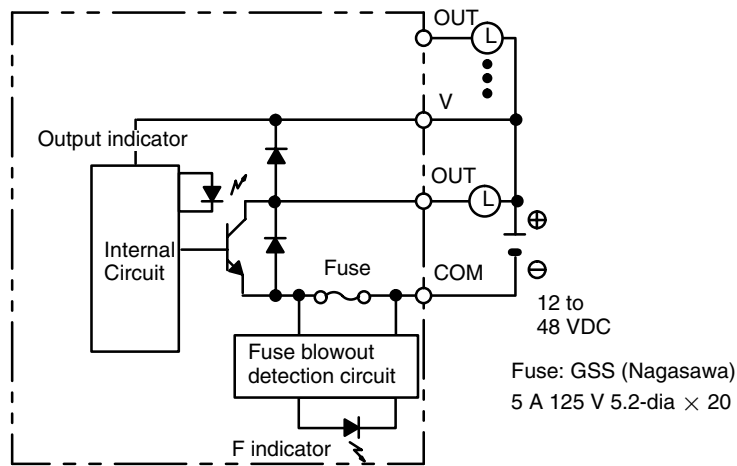 OUT
L
V
Output indicator
OUT
L
Internal
Circuit
⊕
Fuse
COM
⊖
12 to
48 VDC
Fuse blowout
detection circuit
Fuse: GSS (Nagasawa)
5 A 125 V 5.2-dia × 20
F indicator